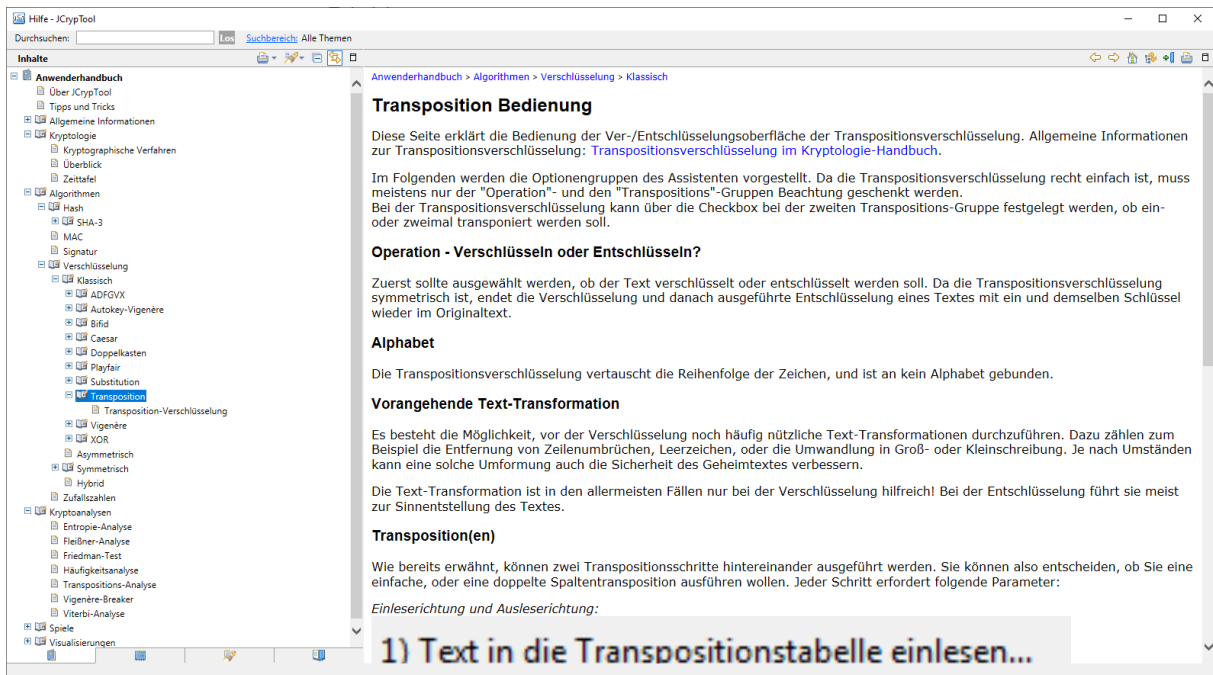 Hilfe - JCrypTool
Durchsuchen:
Los
Suchbereich: Alle Themen
Inhalte
Anwenderhandbuch
Über JCrypTool
Tipps und Tricks
Allgemeine Informationen
Kryptologie
Kryptographische Verfahren
Überblick
Zeittafel
Algorithmen
Hash
SHA-3
MAC
Signatur
Verschlüsselung
Klassisch
ADFGVX
Autokey-Vigenère
Bifid
Caesar
Doppelkasten
Playfair
Substitution
Transposition
Transposition-Verschlüsselung
Vigenère
XOR
Asymmetrisch
Symmetrisch
Hybrid
Zufallszahlen
Kryptoanalysen
Entropie-Analyse
Fleißner-Analyse
Friedman-Test
Häufigkeitsanalyse
Transpositions-Analyse
Vigenère-Breaker
Viterbi-Analyse
Spiele
Visualisierungen
Anwenderhandbuch > Algorithmen > Verschlüsselung > Klassisch
Transposition Bedienung
Diese Seite erklärt die Bedienung der Ver-/Entschlüsselungsoberfläche der Transpositionsverschlüsselung. Allgemeine Informationen
zur Transpositionsverschlüsselung: Transpositionsverschlüsselung im Kryptologie-Handbuch.
Im Folgenden werden die Optionengruppen des Assistenten vorgestellt. Da die Transpositionsverschlüsselung recht einfach ist, muss
meistens nur der "Operation"- und den "Transpositions"-Gruppen Beachtung geschenkt werden.
Bei der Transpositionsverschlüsselung kann über die Checkbox bei der zweiten Transpositions-Gruppe festgelegt werden, ob ein-
oder zweimal transponiert werden soll.
Operation - Verschlüsseln oder Entschlüsseln?
Zuerst sollte ausgewählt werden, ob der Text verschlüsselt oder entschlüsselt werden soll. Da die Transpositionsverschlüsselung
symmetrisch ist, endet die Verschlüsselung und danach ausgeführte Entschlüsselung eines Textes mit ein und demselben Schlüssel
wieder im Originaltext.
Alphabet
Die Transpositionsverschlüsselung vertauscht die Reihenfolge der Zeichen, und ist an kein Alphabet gebunden.
Vorangehende Text-Transformation
Es besteht die Möglichkeit, vor der Verschlüsselung noch häufig nützliche Text-Transformationen durchzuführen. Dazu zählen zum
Beispiel die Entfernung von Zeilenumbrüchen, Leerzeichen, oder die Umwandlung in Groß- oder Kleinschreibung. Je nach Umständen
kann eine solche Umformung auch die Sicherheit des Geheimtextes verbessern.
Die Text-Transformation ist in den allermeisten Fällen nur bei der Verschlüsselung hilfreich! Bei der Entschlüsselung führt sie meist
zur Sinnentstellung des Textes.
Transposition(en)
Wie bereits erwähnt, können zwei Transpositionsschritte hintereinander ausgeführt werden. Sie können also entscheiden, ob Sie eine
einfache, oder eine doppelte Spaltentransposition ausführen wollen. Jeder Schritt erfordert folgende Parameter:
Einleserichtung und Ausleserichtung:
1) Text in die Transpositionstabelle einlesen...